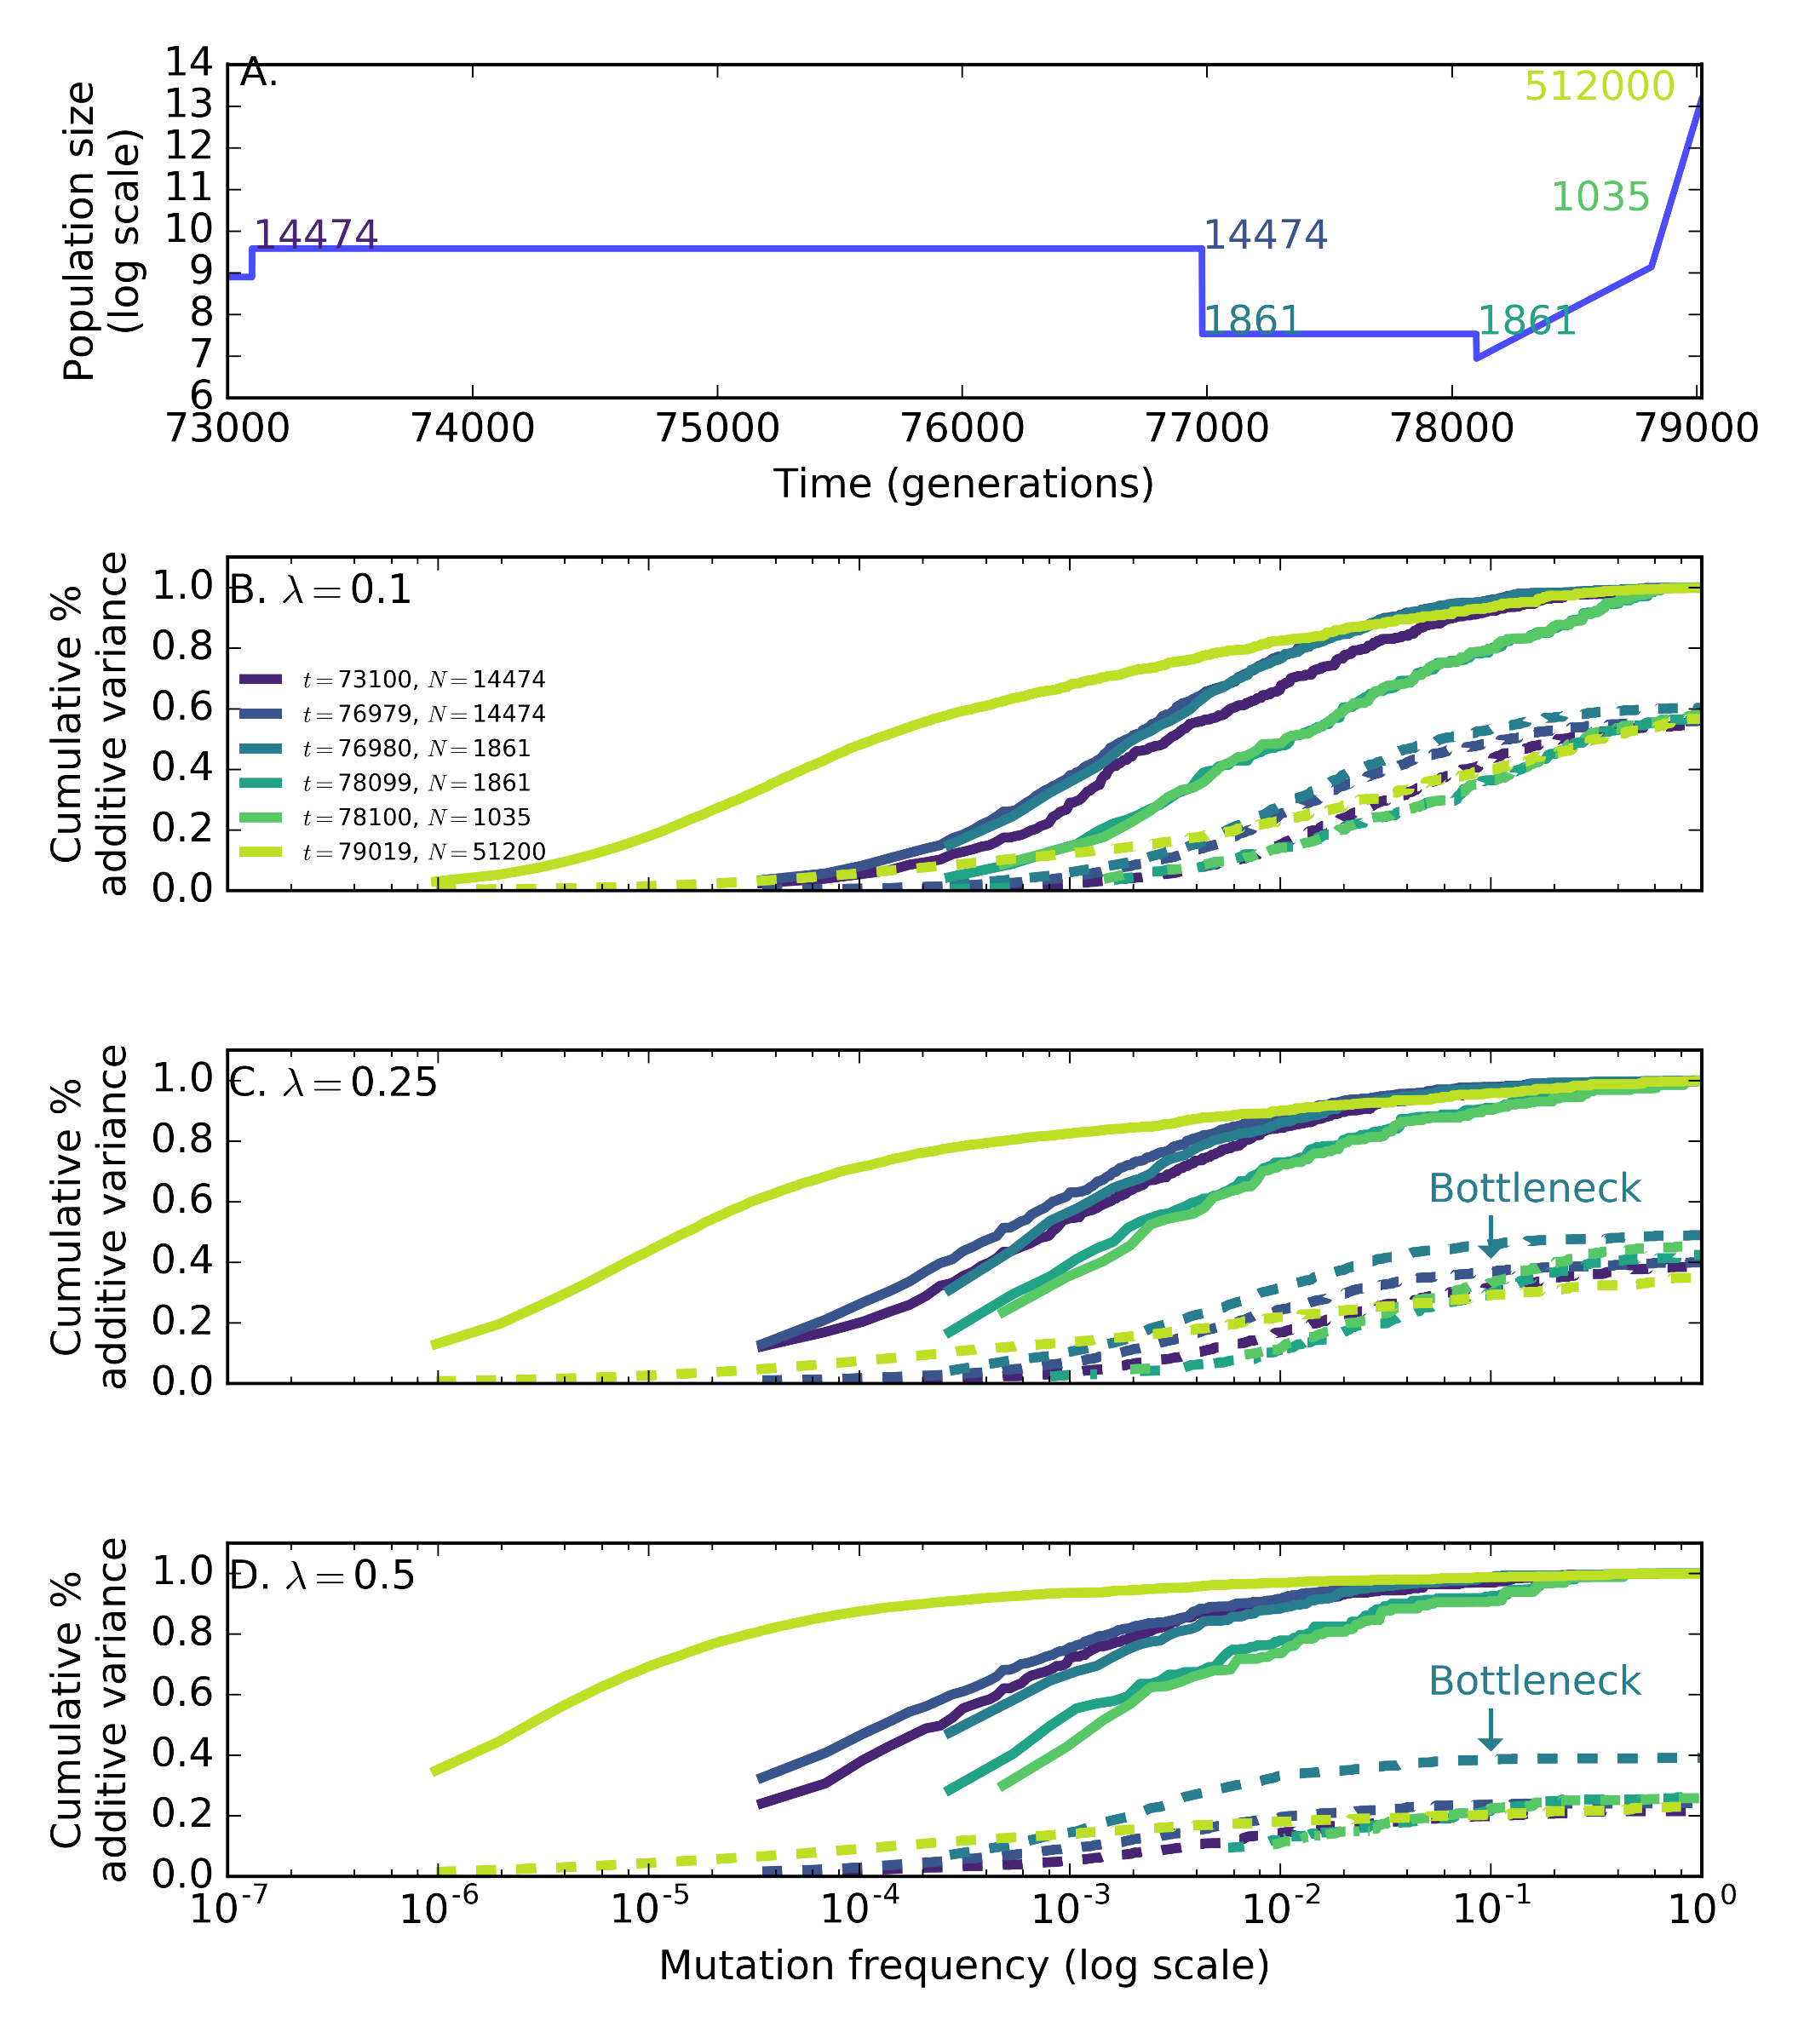 A.
Population size
(log scale)
14
13
12
11
10
9
8
7
6
14474
14474
1861
1861
1035
512000
73000 74000 75000 76000 77000 78000 79000
Time (generations)
B. λ=0.1
Cumulative %
additive variance
1.0
0.8
0.6
0.4
0.2
0.0
t=73100, N=14474
t=76979, N=14474
t=76980, N=1861
t=78099, N=1861
t=78100, N=1035
t=79019, N=51200
C. λ=0.25
Cumulative %
additive variance
1.0
0.8
0.6
0.4
0.2
0.0
Bottleneck
D. λ=0.5
Cumulative %
additive variance
1.0
0.8
0.6
0.4
0.2
0.0
Bottleneck
10^-7 10^-6 10^-5 10^-4 10^-3 10^-2 10^-1 10^0
Mutation frequency (log scale)